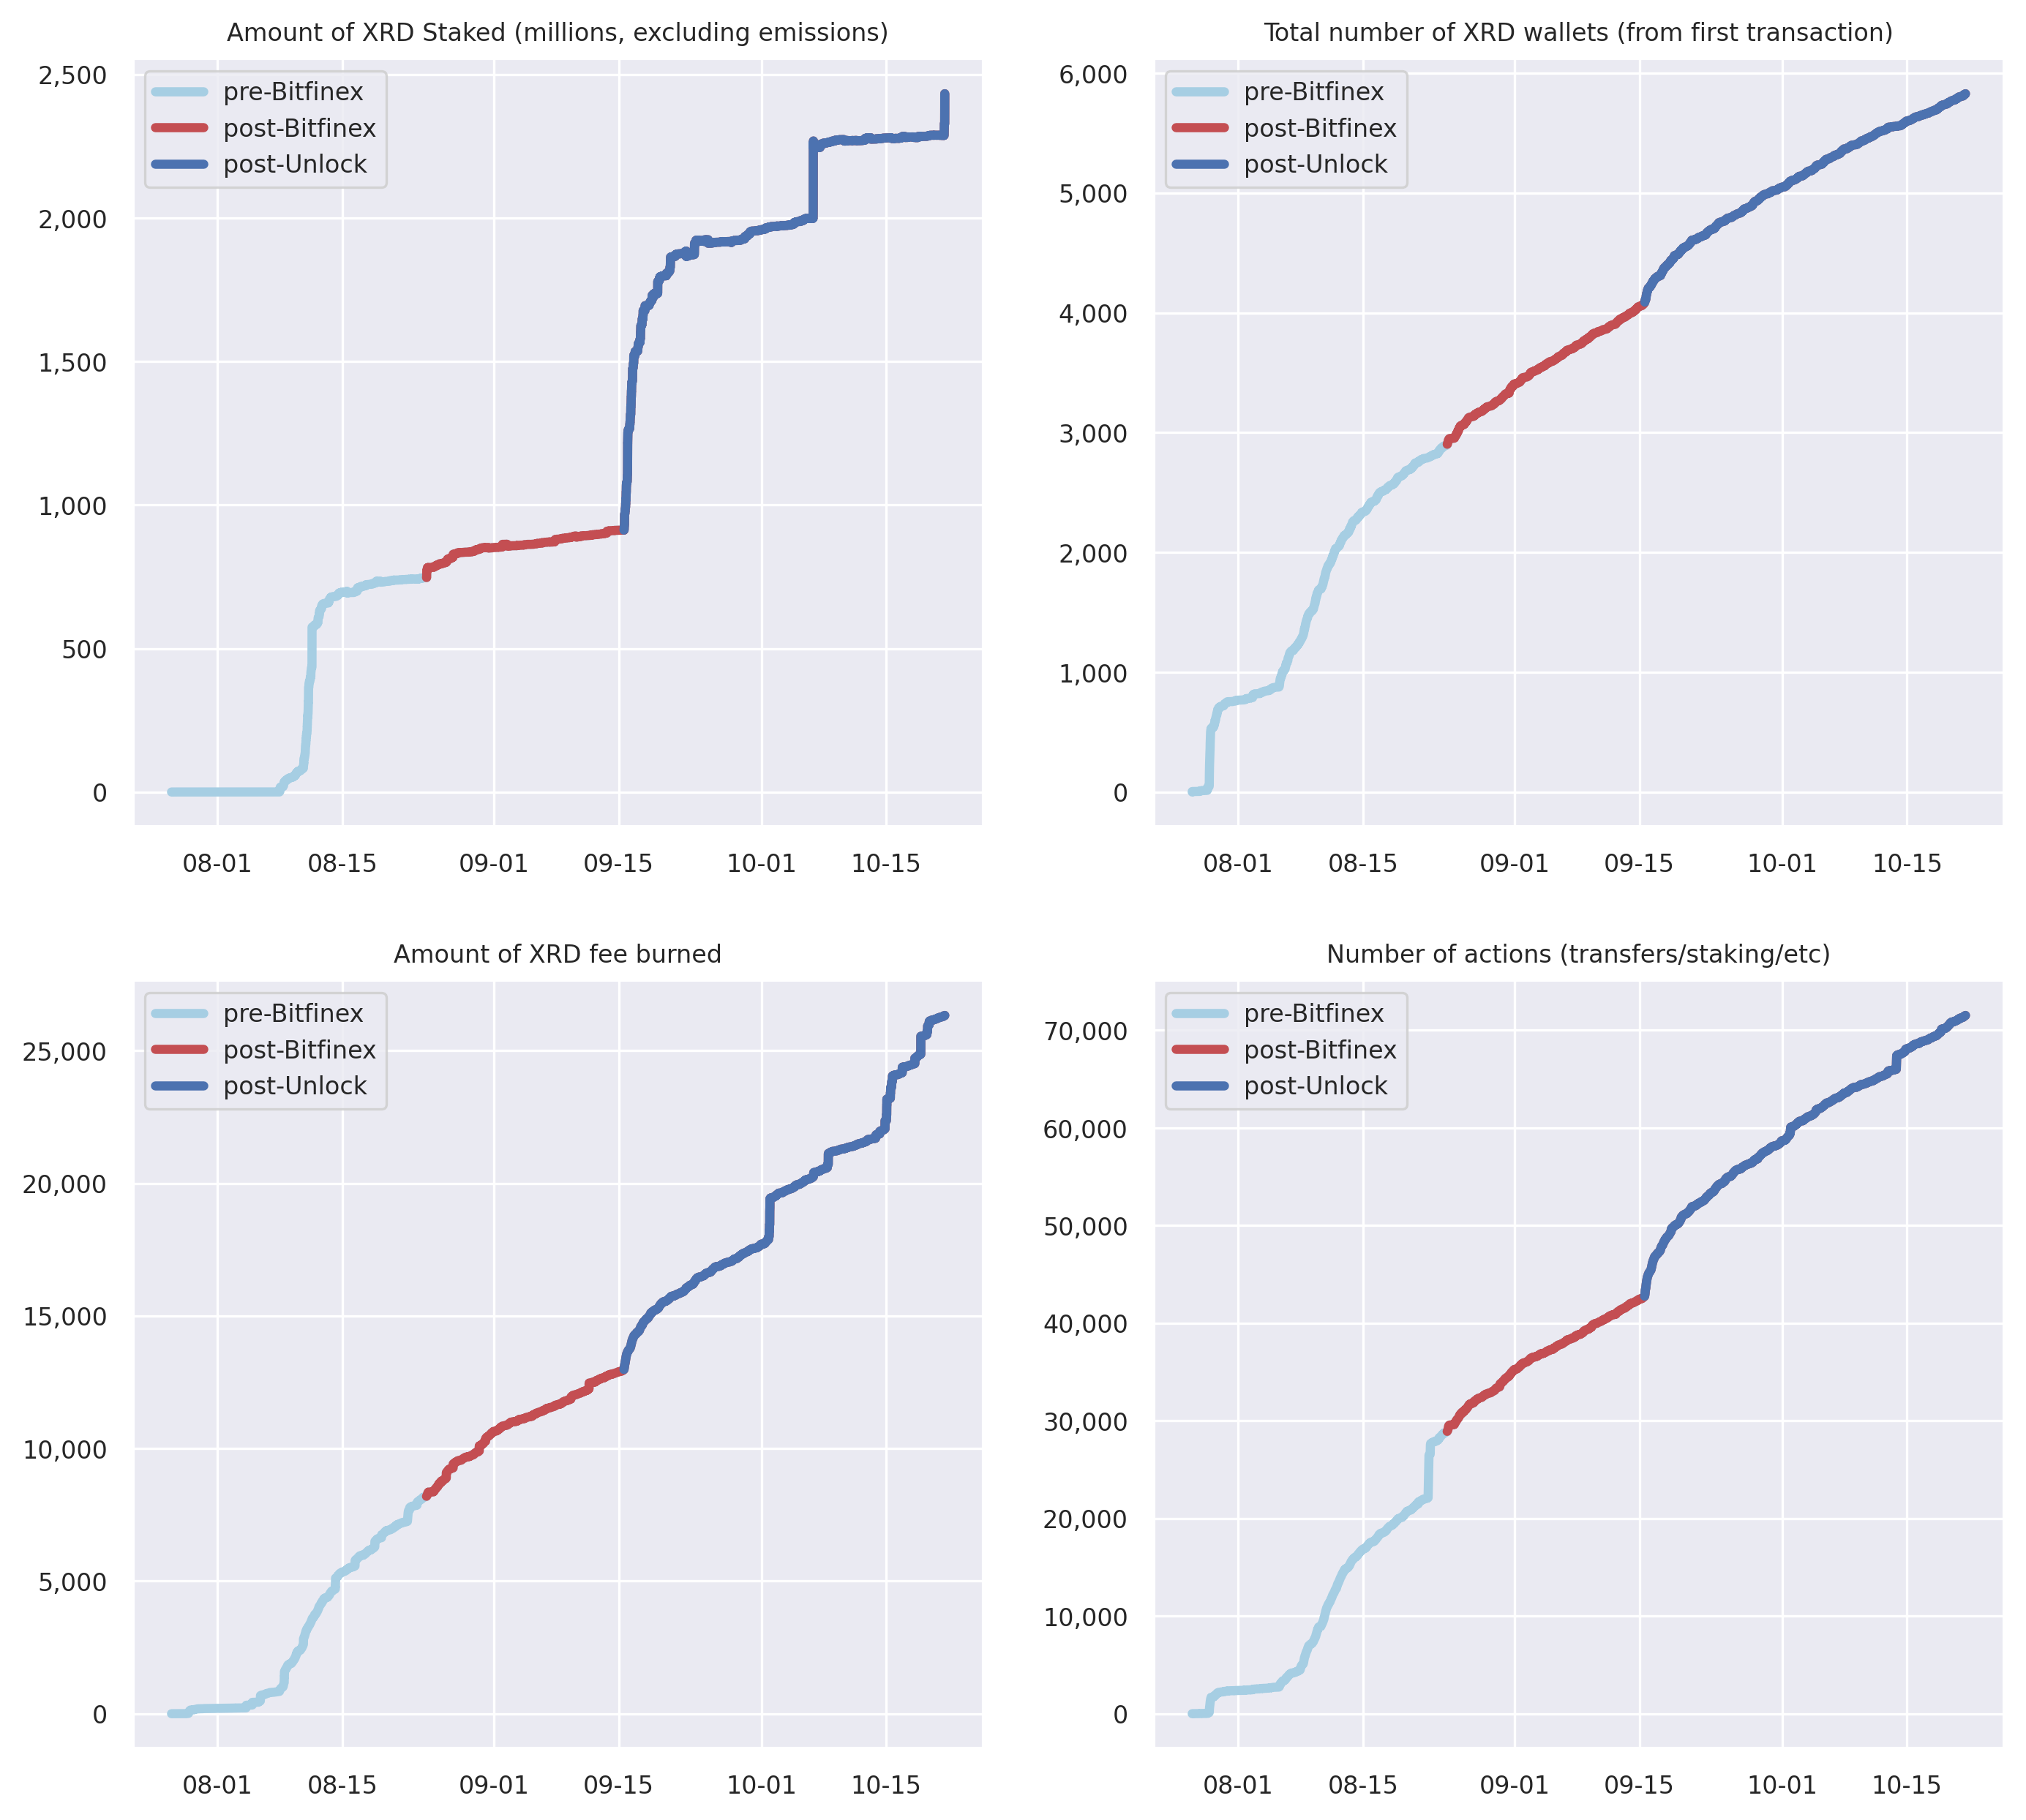 Amount of XRD Staked (millions, excluding emissions)
2,500
2,000
1,500
1,000
500
0
pre-Bitfinex
post-Bitfinex
post-Unlock
08-01 08-15 09-01 09-15 10-01 10-15
Total number of XRD wallets (from first transaction)
6,000
5,000
4,000
3,000
2,000
1,000
0
pre-Bitfinex
post-Bitfinex
post-Unlock
08-01 08-15 09-01 09-15 10-01 10-15
Amount of XRD fee burned
25,000
20,000
15,000
10,000
5,000
0
pre-Bitfinex
post-Bitfinex
post-Unlock
08-01 08-15 09-01 09-15 10-01 10-15
Number of actions (transfers/staking/etc)
70,000
60,000
50,000
40,000
30,000
20,000
10,000
0
pre-Bitfinex
post-Bitfinex
post-Unlock
08-01 08-15 09-01 09-15 10-01 10-15